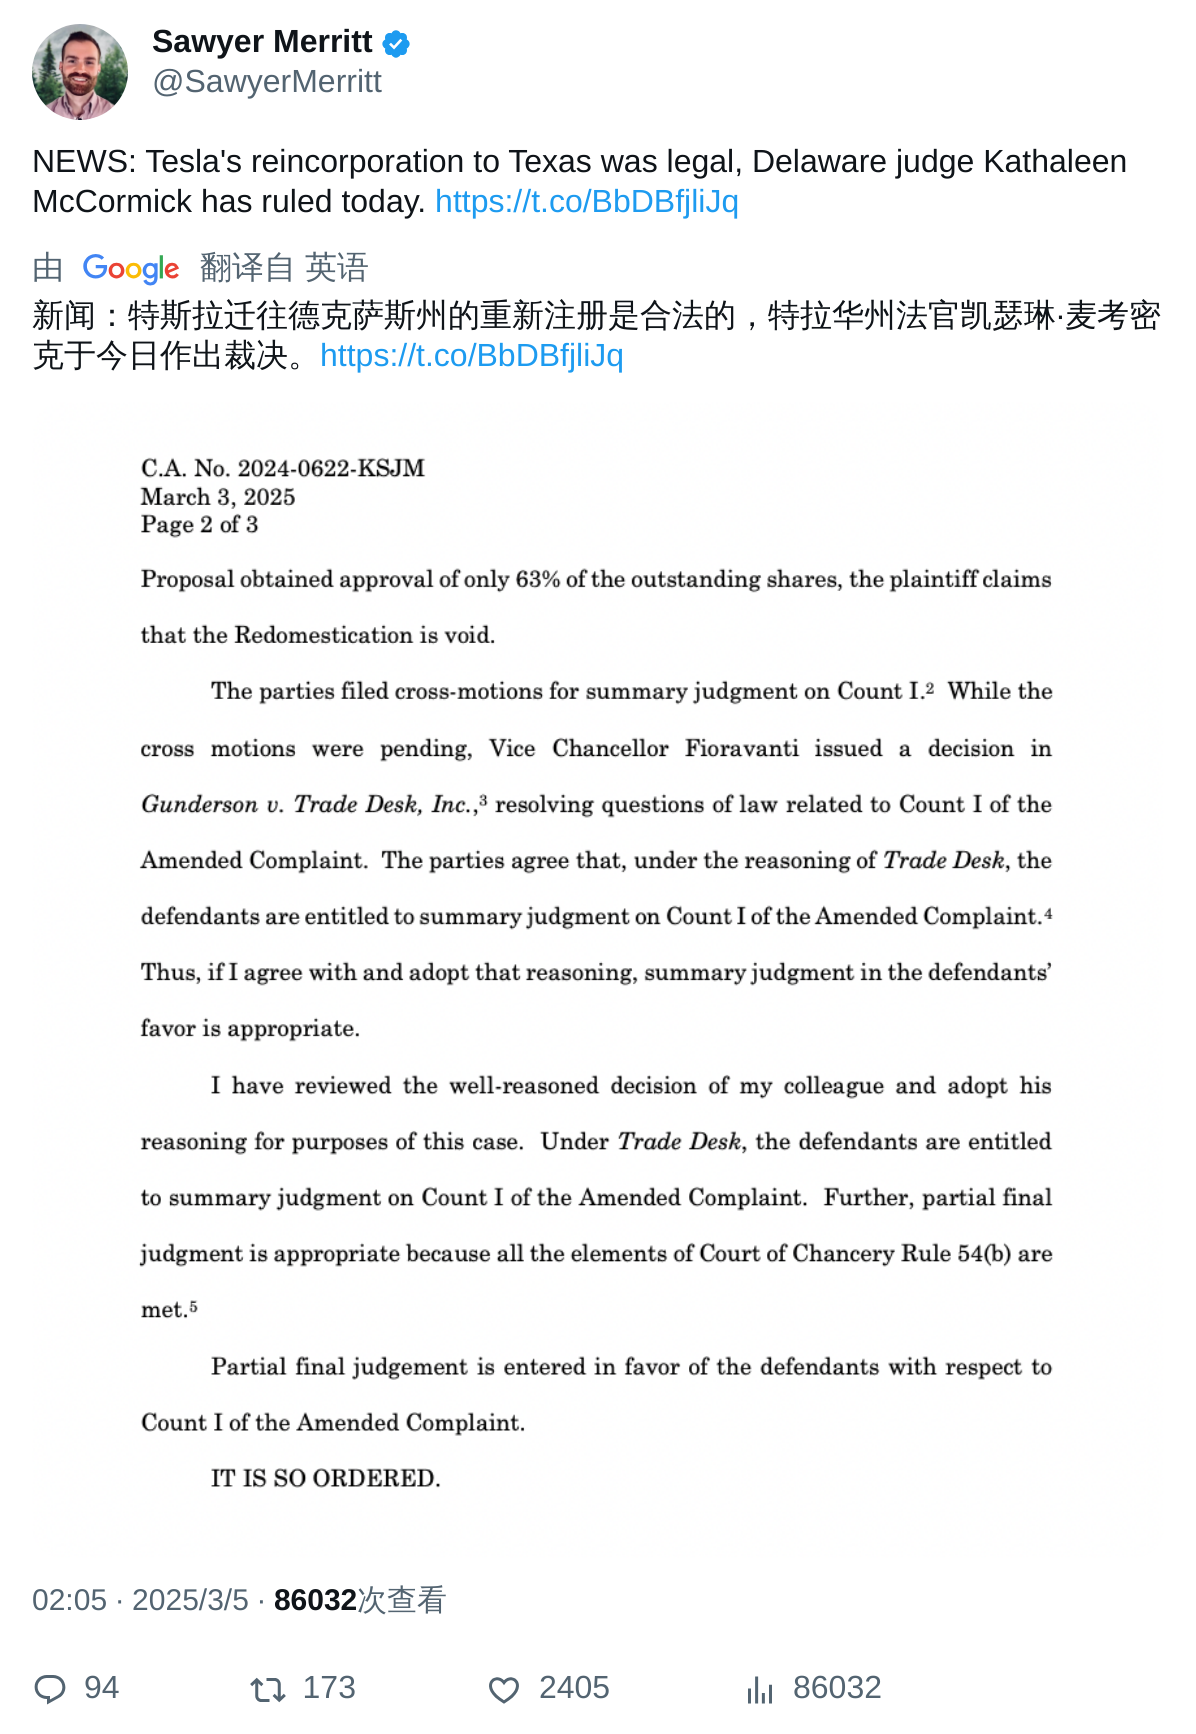 Sawyer Merritt
@SawyerMerritt
NEWS: Tesla's reincorporation to Texas was legal, Delaware judge Kathaleen
McCormick has ruled today. https://t.co/BbDBfjliJq
由 Google 翻译自 英语
新闻：特斯拉迁往德克萨斯州的重新注册是合法的，特拉华州法官凯瑟琳·麦考密
克于今日作出裁决。https://t.co/BbDBfjliJq
C.A. No. 2024-0622-KSJM
March 3, 2025
Page 2 of 3
Proposal obtained approval of only 63% of the outstanding shares, the plaintiff claims
that the Redomestication is void.
The parties filed cross-motions for summary judgment on Count I.2 While the
cross motions were pending, Vice Chancellor Fioravanti issued a decision in
Gunderson v. Trade Desk, Inc.,3 resolving questions of law related to Count I of the
Amended Complaint. The parties agree that, under the reasoning of Trade Desk, the
defendants are entitled to summary judgment on Count I of the Amended Complaint.4
Thus, if I agree with and adopt that reasoning, summary judgment in the defendants’
favor is appropriate.
I have reviewed the well-reasoned decision of my colleague and adopt his
reasoning for purposes of this case. Under Trade Desk, the defendants are entitled
to summary judgment on Count I of the Amended Complaint. Further, partial final
judgment is appropriate because all the elements of Court of Chancery Rule 54(b) are
met.5
Partial final judgement is entered in favor of the defendants with respect to
Count I of the Amended Complaint.
IT IS SO ORDERED.
02:05 · 2025/3/5 · 86032次查看
94 173 2405 86032